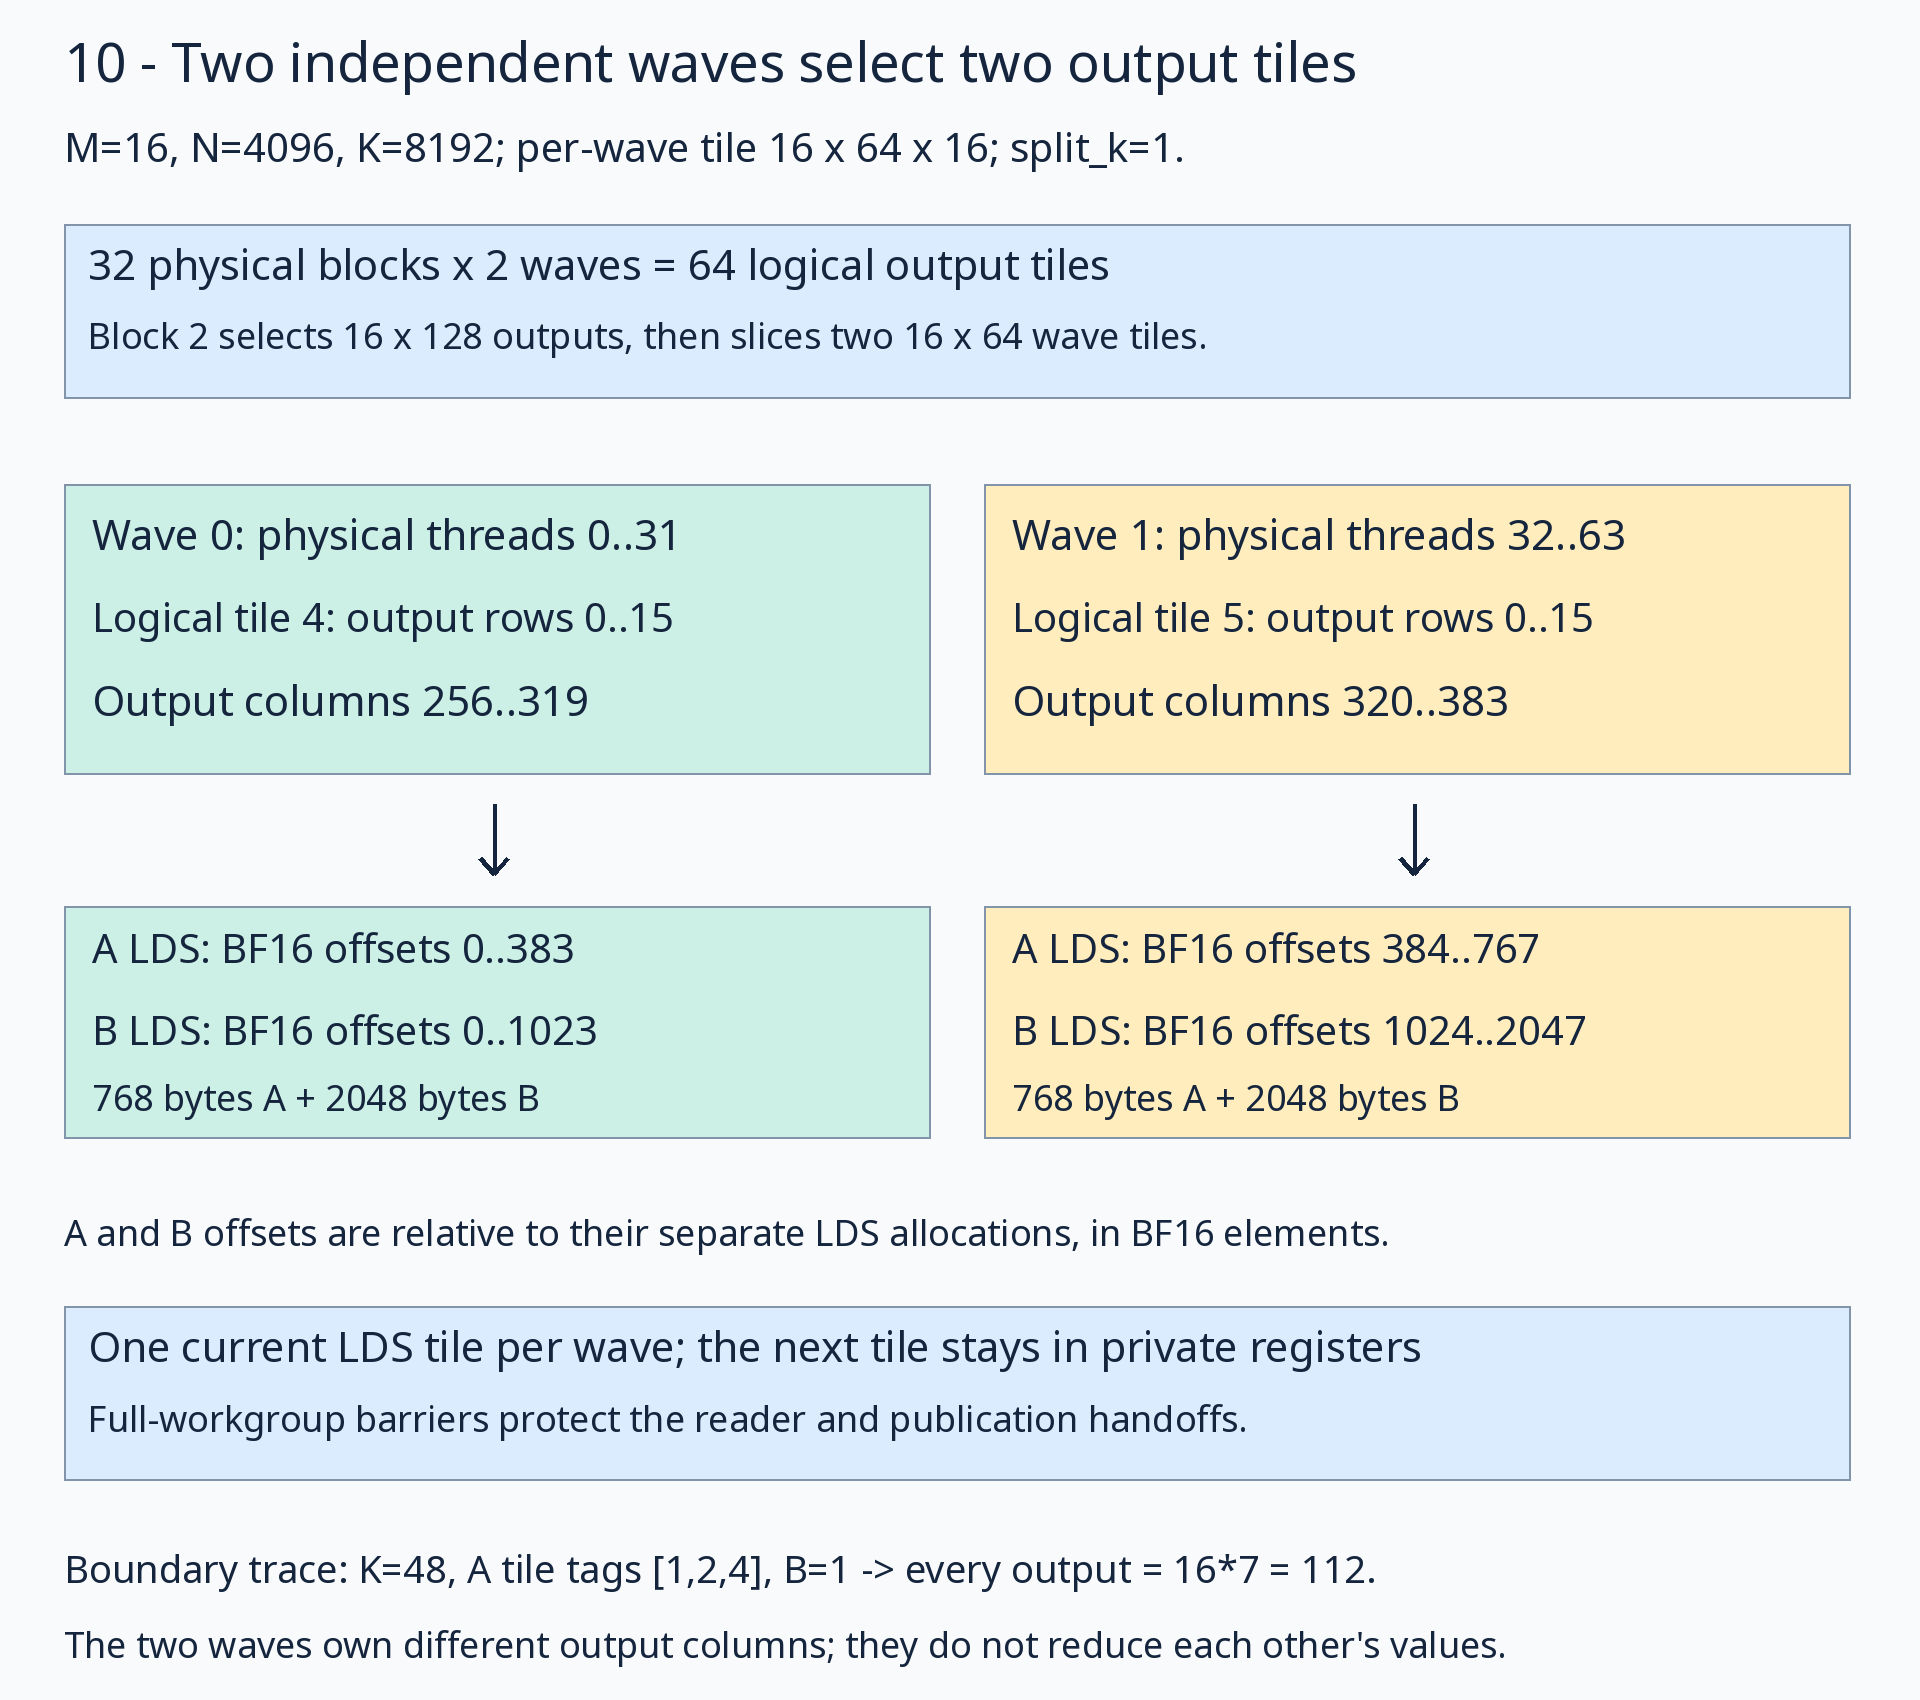 10 - Two independent waves select two output tiles
M=16, N=4096, K=8192; per-wave tile 16 x 64 x 16; split_k=1.
32 physical blocks x 2 waves = 64 logical output tiles
Block 2 selects 16 x 128 outputs, then slices two 16 x 64 wave tiles.
Wave 0: physical threads 0..31
Logical tile 4: output rows 0..15
Output columns 256..319
Wave 1: physical threads 32..63
Logical tile 5: output rows 0..15
Output columns 320..383
A LDS: BF16 offsets 0..383
B LDS: BF16 offsets 0..1023
768 bytes A + 2048 bytes B
A LDS: BF16 offsets 384..767
B LDS: BF16 offsets 1024..2047
768 bytes A + 2048 bytes B
A and B offsets are relative to their separate LDS allocations, in BF16 elements.
One current LDS tile per wave; the next tile stays in private registers
Full-workgroup barriers protect the reader and publication handoffs.
Boundary trace: K=48, A tile tags [1,2,4], B=1 -> every output = 16*7 = 112.
The two waves own different output columns; they do not reduce each other's values.